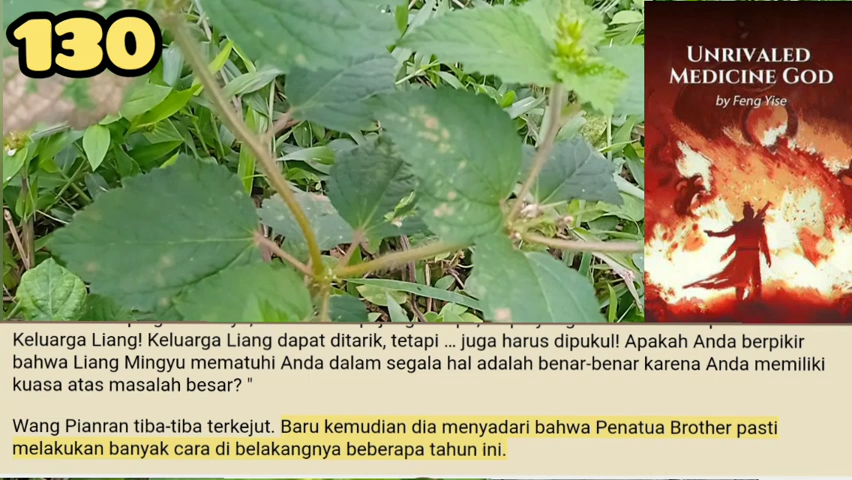 130
UNRIVALED
MEDICINE GOD
by Feng Yise
Keluarga Liang! Keluarga Liang dapat ditarik, tetapi ... juga harus dipukul! Apakah Anda berpikir
bahwa Liang Mingyu mematuhi Anda dalam segala hal adalah benar-benar karena Anda memiliki
kuasa atas masalah besar? "
Wang Pianran tiba-tiba terkejut. Baru kemudian dia menyadari bahwa Penatua Brother pasti
melakukan banyak cara di belakangnya beberapa tahun ini.